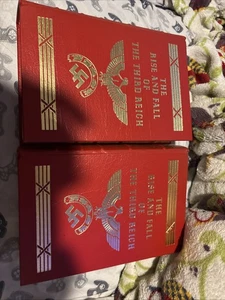 THE
RISE AND FALL
OF
THE THIRD REICH
THE
RISE AND FALL
OF
THE THIRD REICH